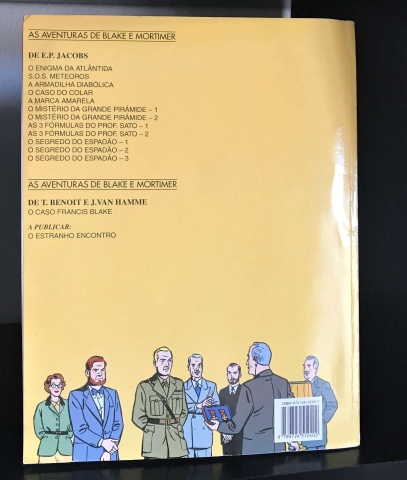 AS AVENTURAS DE BLAKE E MORTIMER
DE E.P. JACOBS
O ENIGMA DA ATLÂNTIDA
S.O.S. METEOROS
A ARMADILHA DIABÓLICA
O CASO DO COLAR
A MARCA AMARELA
O MISTÉRIO DA GRANDE PIRÂMIDE – 1
O MISTÉRIO DA GRANDE PIRÂMIDE – 2
AS 3 FÓRMULAS DO PROF. SATO – 1
AS 3 FÓRMULAS DO PROF. SATO – 2
O SEGREDO DO ESPADÃO – 1
O SEGREDO DO ESPADÃO – 2
O SEGREDO DO ESPADÃO – 3
AS AVENTURAS DE BLAKE E MORTIMER
DE T. BENOIT E J.VAN HAMME
O CASO FRANCIS BLAKE
A PUBLICAR:
O ESTRANHO ENCONTRO